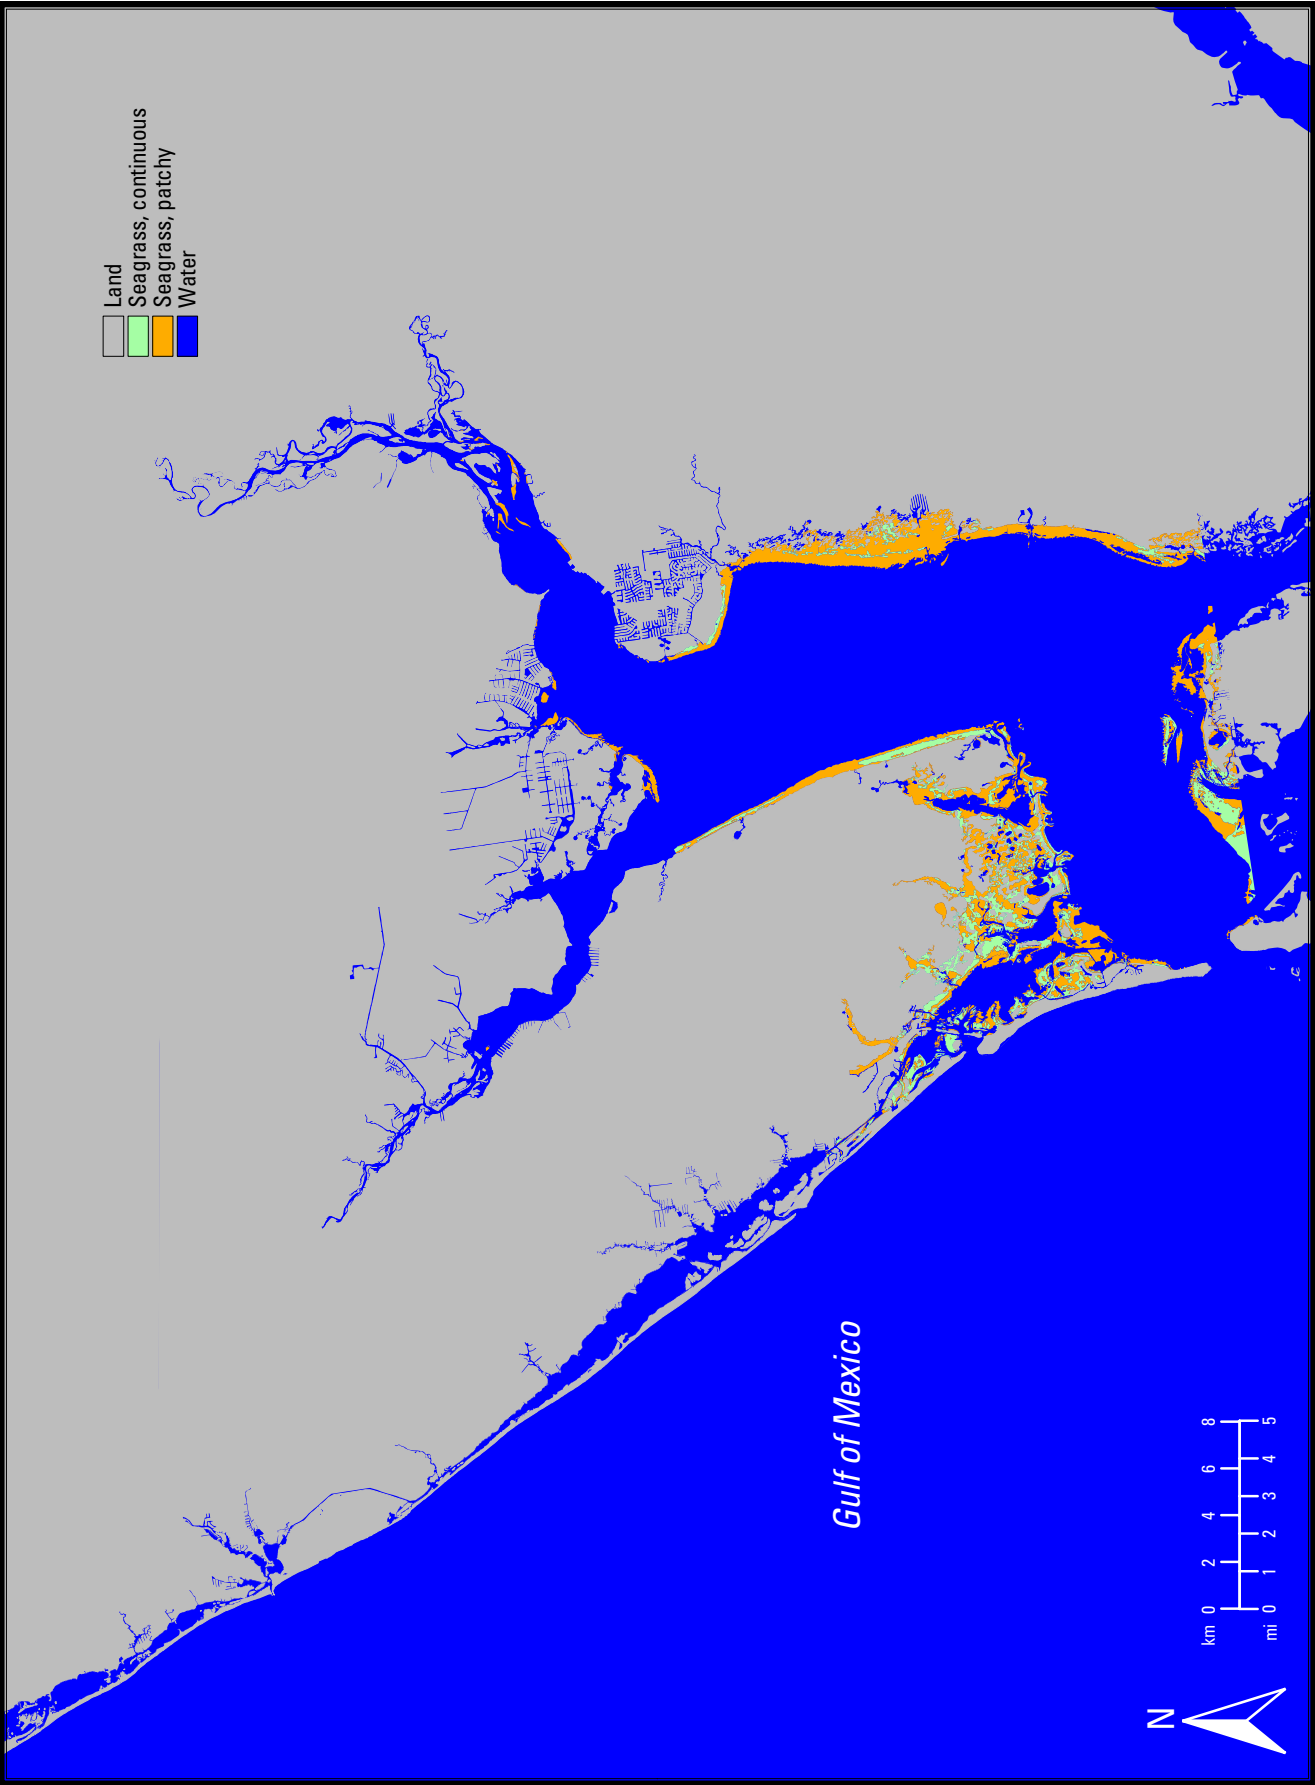 Land
Seagrass, continuous
Seagrass, patchy
Water
Gulf of Mexico
km 0 2 4 6 8
mi 0 1 2 3 4 5
N